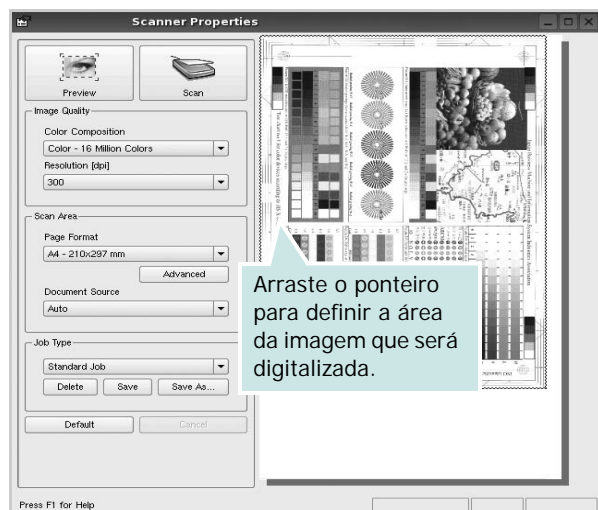 Scanner Properties
Preview
Scan
Image Quality
Color Composition
Color - 16 Million Colors
Resolution [dpi]
300
Scan Area
Page Format
A4 - 210x297 mm
Advanced
Document Source
Auto
Job Type
Standard Job
Delete
Save
Save As...
Default
Cancel
Press F1 for Help
Arraste o ponteiro
para definir a área
da imagem que será
digitalizada.